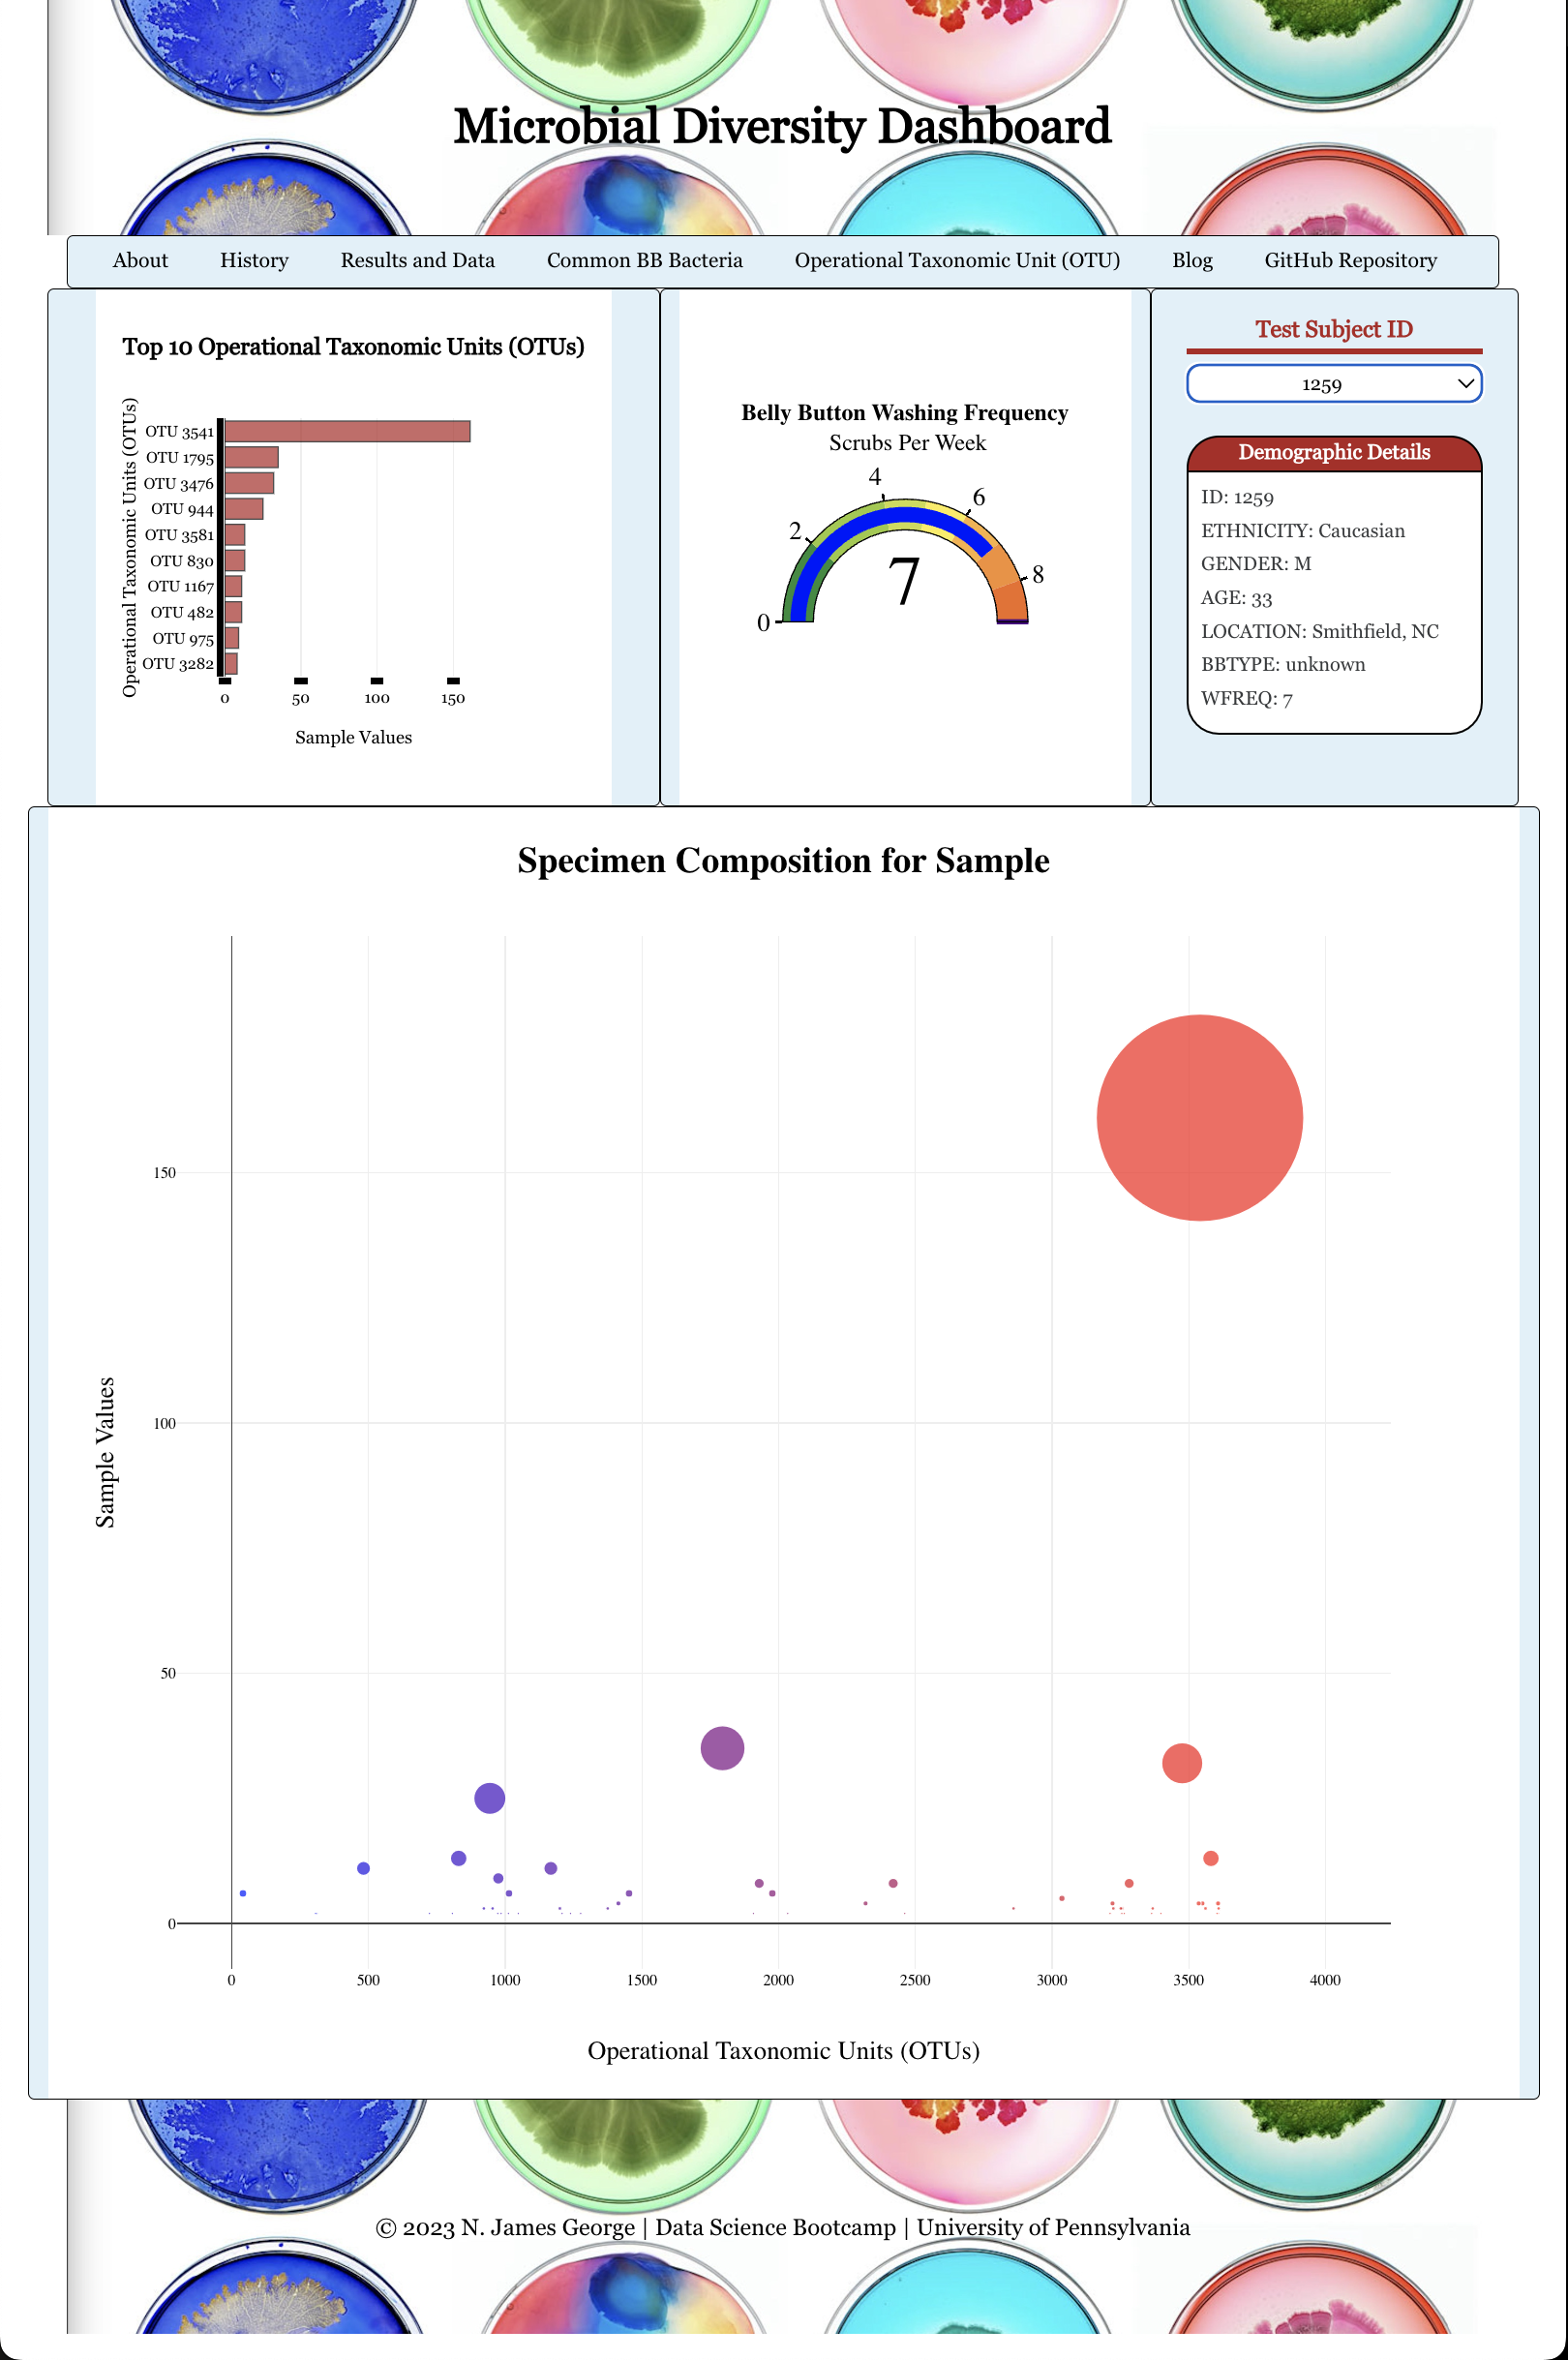 Microbial Diversity Dashboard
About History Results and Data Common BB Bacteria Operational Taxonomic Unit (OTU) Blog GitHub Repository
Top 10 Operational Taxonomic Units (OTUs)
Operational Taxonomic Units (OTUs)
OTU 3541
OTU 1795
OTU 3476
OTU 944
OTU 3581
OTU 830
OTU 1167
OTU 482
OTU 975
OTU 3282
0 50 100 150
Sample Values
Belly Button Washing Frequency
Scrubs Per Week
0 2 4 6 8
7
Test Subject ID
1259
Demographic Details
ID: 1259
ETHNICITY: Caucasian
GENDER: M
AGE: 33
LOCATION: Smithfield, NC
BBTYPE: unknown
WFREQ: 7
Specimen Composition for Sample
Sample Values
150
100
50
0
0 500 1000 1500 2000 2500 3000 3500 4000
Operational Taxonomic Units (OTUs)
© 2023 N. James George | Data Science Bootcamp | University of Pennsylvania